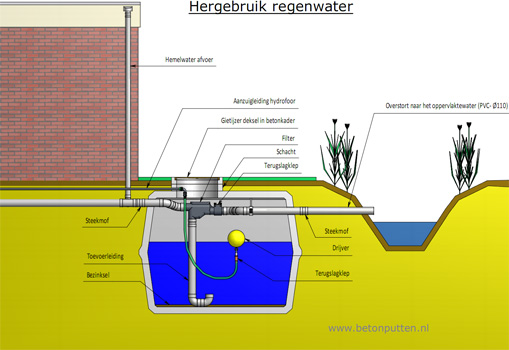 Hergebruik regenwater
Hemelwater afvoer
Aanzuigleiding hydrofoor
Overstort naar het oppervlaktewater (PVC- Ø110)
Gietijzer deksel in betonkader
Filter
Schacht
Terugslagklep
Steekmof
Steekmof
Drijver
Toevoerleiding
Bezinksel
Terugslagklep
www.betonputten.nl